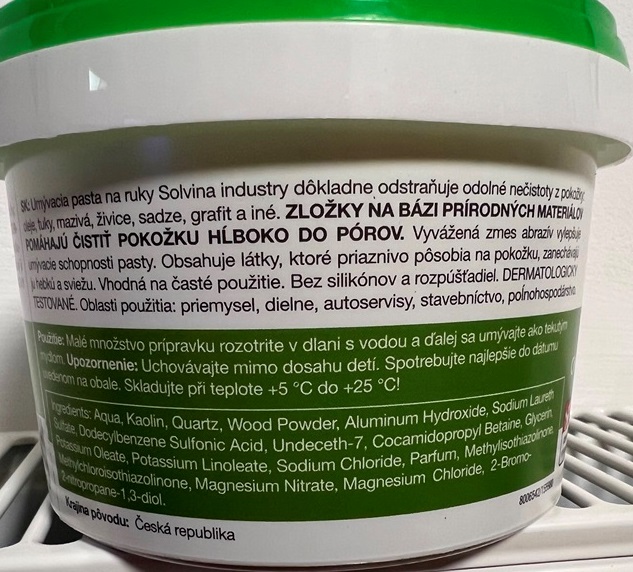 SK: Umývacia pasta na ruky Solvina industry dôkladne odstraňuje odolné nečistoty z pokožky:
oleje, tuky, mazivá, živice, sadze, grafit a iné. ZLOŽKY NA BÁZI PRÍRODNÝCH MATERIÁLOV
POMÁHAJÚ ČISTIŤ POKOŽKU HĹBOKO DO PÓROV. Vyvážená zmes abrazív vylepšuje
umývacie schopnosti pasty. Obsahuje látky, ktoré priaznivo pôsobia na pokožku, zanechávajú
ju hebkú a sviežu. Vhodná na časté použitie. Bez silikónov a rozpúšťadiel. DERMATOLOGICKY
TESTOVANÉ. Oblasti použitia: priemysel, dielne, autoservisy, stavebníctvo, poľnohospodárstvo.
Použitie: Malé množstvo prípravku rozotrite v dlani s vodou a ďalej sa umývajte ako tekutým
mydlom. Upozornenie: Uchovávajte mimo dosahu detí. Spotrebujte najlepšie do dátumu
uvedenom na obale. Skladujte při teplote +5 °C do +25 °C!
Ingredients: Aqua, Kaolin, Quartz, Wood Powder, Aluminum Hydroxide, Sodium Laureth
Sulfate, Dodecylbenzene Sulfonic Acid, Undeceth-7, Cocamidopropyl Betaine, Glycerin,
Potassium Oleate, Potassium Linoleate, Sodium Chloride, Parfum, Methylisothiazolinone,
Methylchloroisothiazolinone, Magnesium Nitrate, Magnesium Chloride, 2-Bromo-
2-nitropropane-1,3-diol.
Krajina pôvodu: Česká republika